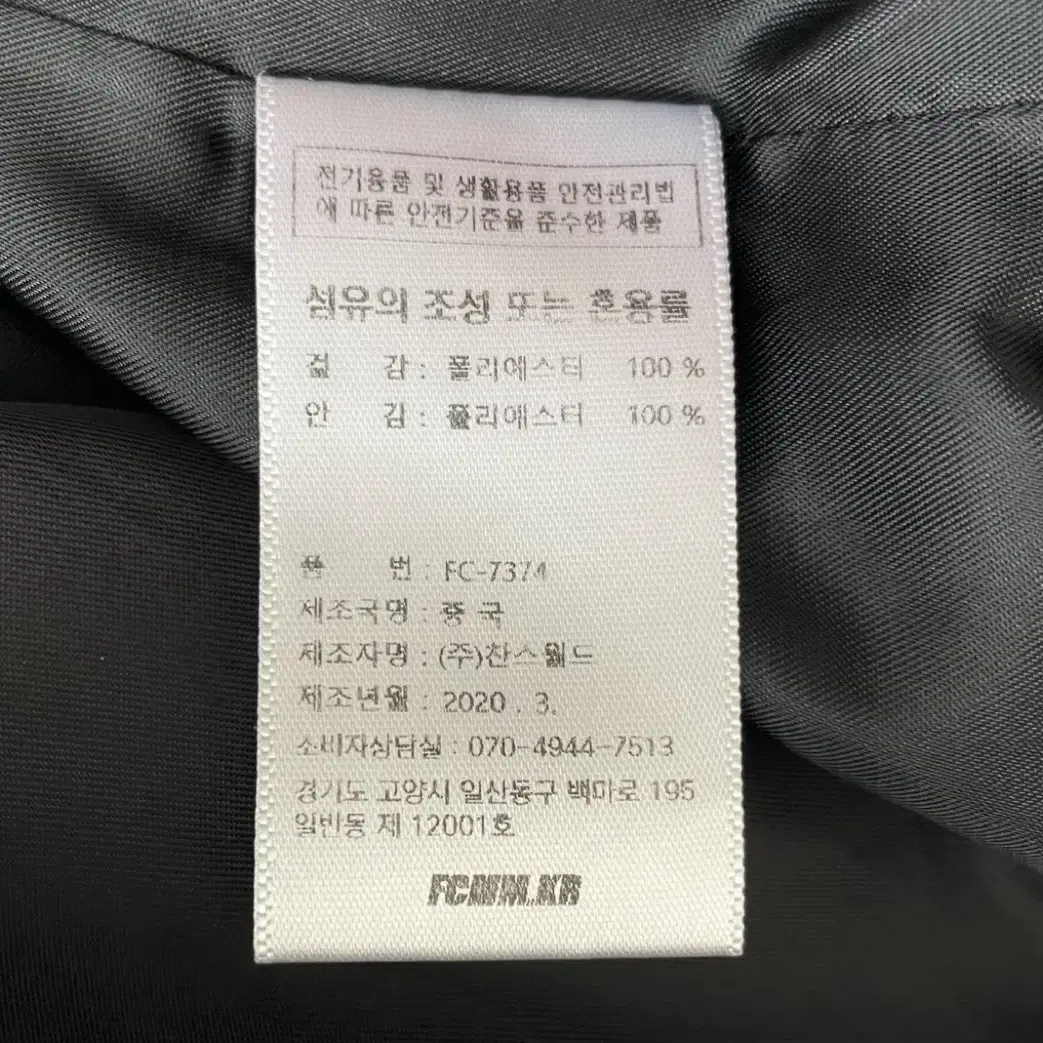 전기용품 및 생활용품 안전관리법
에 따른 안전기준을 준수한 제품
섬유의 조성 또는 혼용률
겉 감 : 폴리에스터 100 %
안 감 : 폴리에스터 100 %
품 번 : FC-7374
제조국명 : 중 국
제조자명 : (주)찬스월드
제조년월 : 2020 . 3.
소비자상담실 : 070-4944-7513
경기도 고양시 일산동구 백마로 195
일반동 제 12001호
FCMM.KR